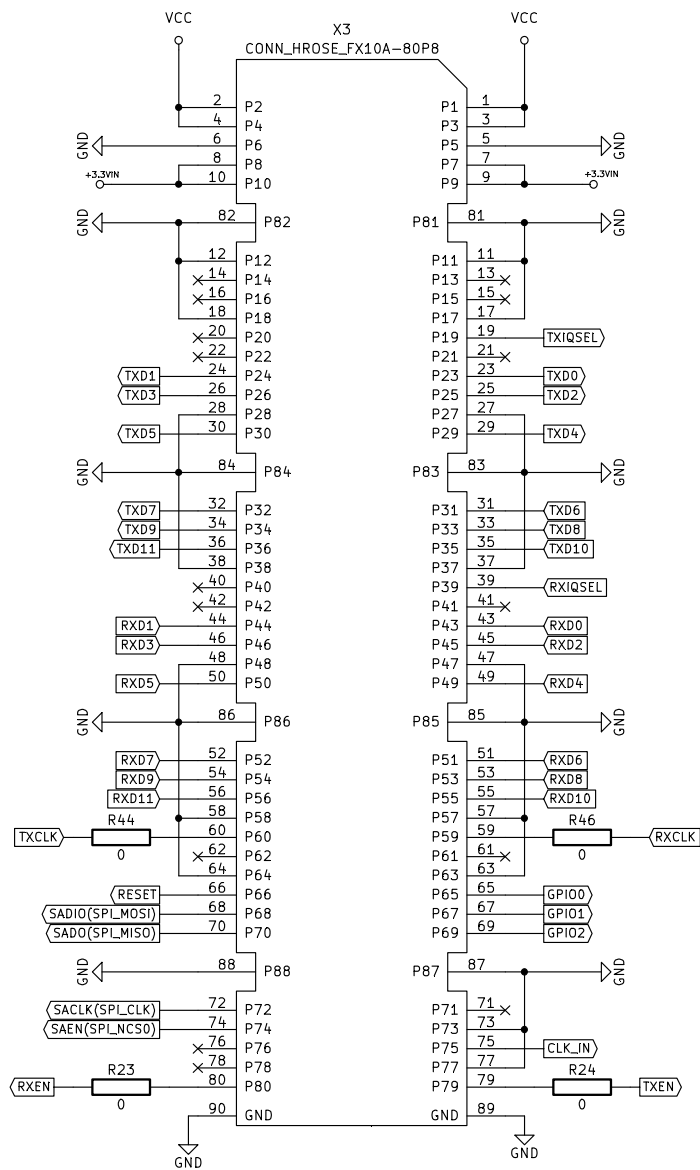 X3
CONN_HROSE_FX10A-80P8
VCC VCC
2 P2 P1 1
4 P4 P3 3
GND 6 P6 P5 5 GND
8 P8 P7 7
+3.3VIN 10 P10 P9 9 +3.3VIN
GND 82 P82 P81 81 GND
12 P12 P11 11
14 P14 P13 13
16 P16 P15 15
18 P18 P17 17
20 P20 P19 19 TXIQSEL
22 P22 P21 21
TXD1 24 P24 P23 23 TXD0
TXD3 26 P26 P25 25 TXD2
28 P28 P27 27
TXD5 30 P30 P29 29 TXD4
GND 84 P84 P83 83 GND
TXD7 32 P32 P31 31 TXD6
TXD9 34 P34 P33 33 TXD8
TXD11 36 P36 P35 35 TXD10
38 P38 P37 37
40 P40 P39 39 RXIQSEL
42 P42 P41 41
RXD1 44 P44 P43 43 RXD0
RXD3 46 P46 P45 45 RXD2
48 P48 P47 47
RXD5 50 P50 P49 49 RXD4
GND 86 P86 P85 85 GND
RXD7 52 P52 P51 51 RXD6
RXD9 54 P54 P53 53 RXD8
RXD11 56 P56 P55 55 RXD10
R44 58 P58 P57 57 R46
TXCLK 60 P60 P59 59 RXCLK
0 62 P62 P61 61 0
64 P64 P63 63
RESET 66 P66 P65 65 GPIO0
SADIO(SPI_MOSI) 68 P68 P67 67 GPIO1
SADO(SPI_MISO) 70 P70 P69 69 GPIO2
GND 88 P88 P87 87 GND
SACLK(SPI_CLK) 72 P72 P71 71
SAEN(SPI_NCS0) 74 P74 P73 73
76 P76 P75 75 CLK_IN
R23 78 P78 P77 77 R24
RXEN 80 P80 P79 79 TXEN
0 0
90 GND GND 89
GND GND